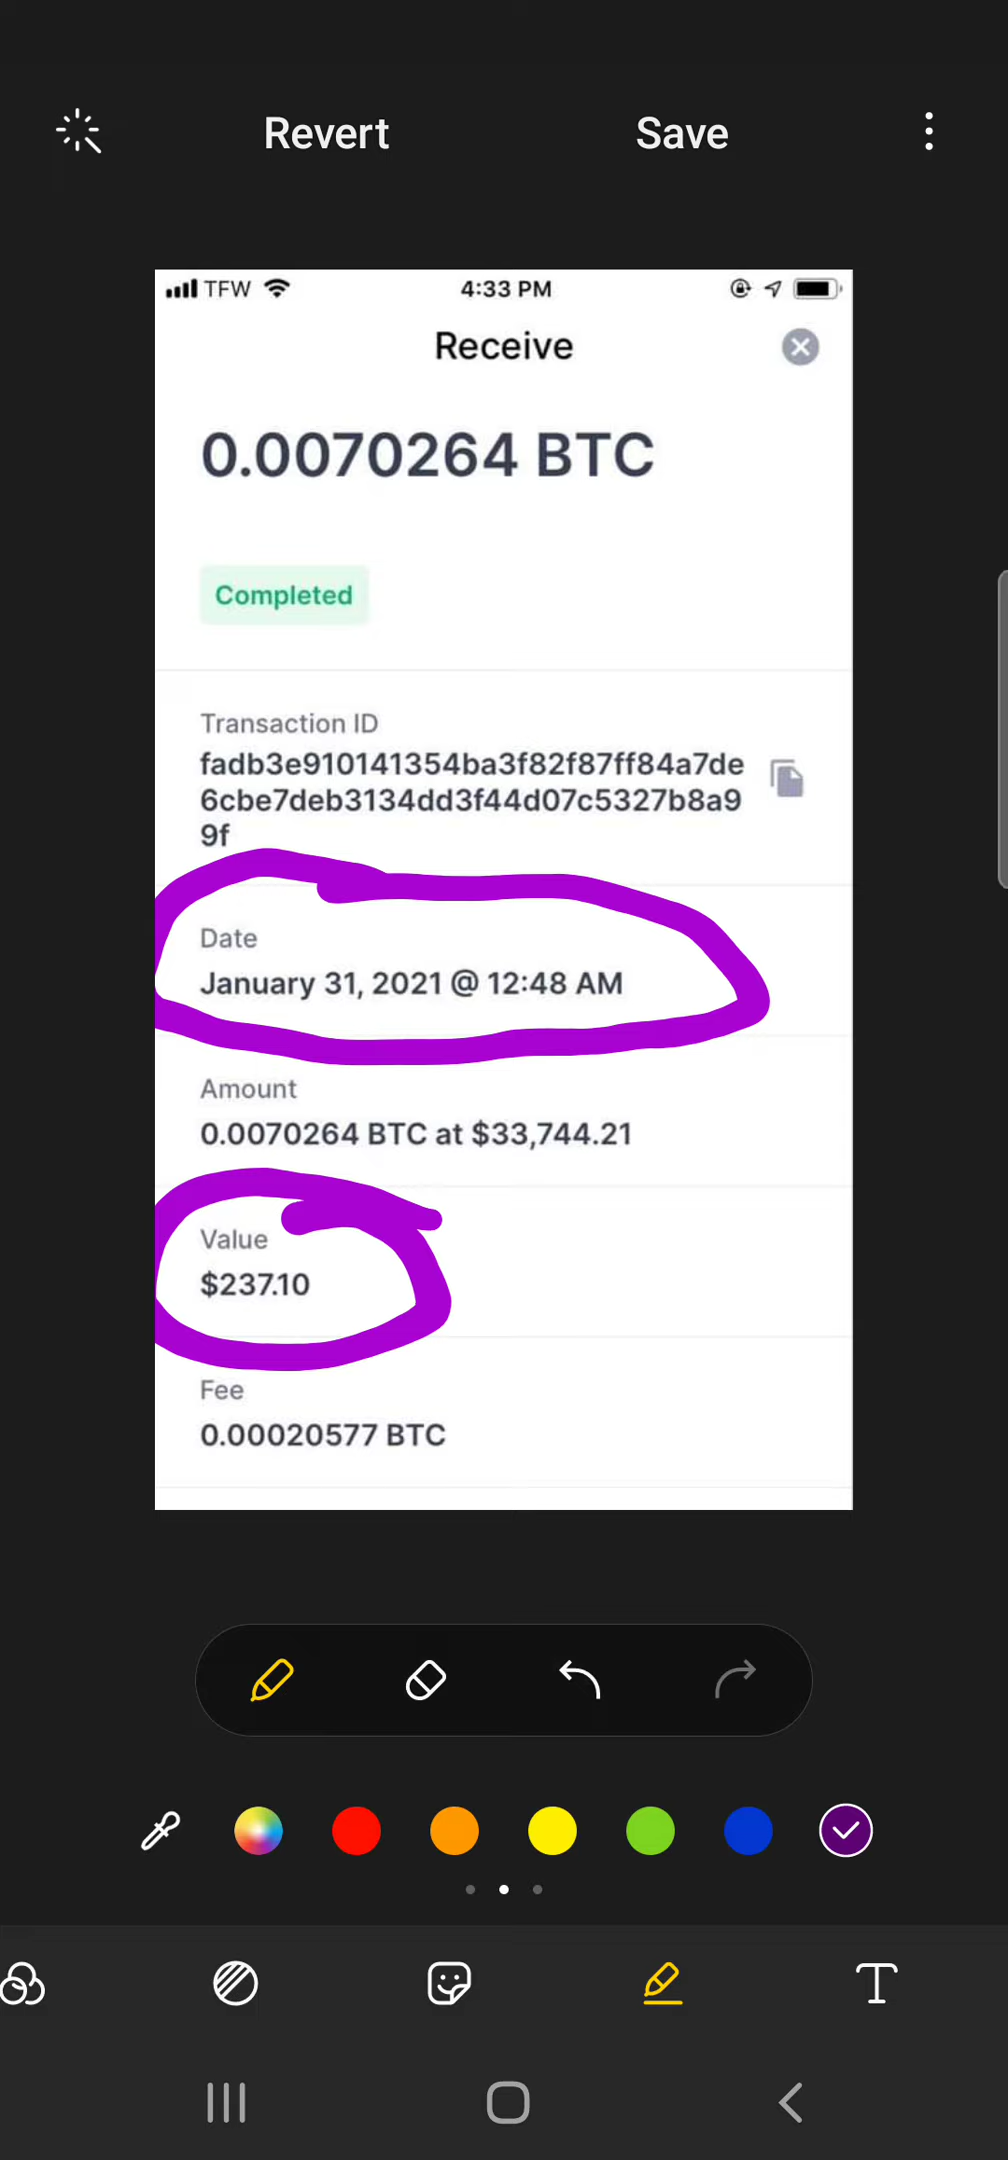 Revert Save
TFW 4:33 PM
Receive
0.0070264 BTC
Completed
Transaction ID
fadb3e910141354ba3f82f87ff84a7de
6cbe7deb3134dd3f44d07c5327b8a9
9f
Date
January 31, 2021 @ 12:48 AM
Amount
0.0070264 BTC at $33,744.21
Value
$237.10
Fee
0.00020577 BTC
T